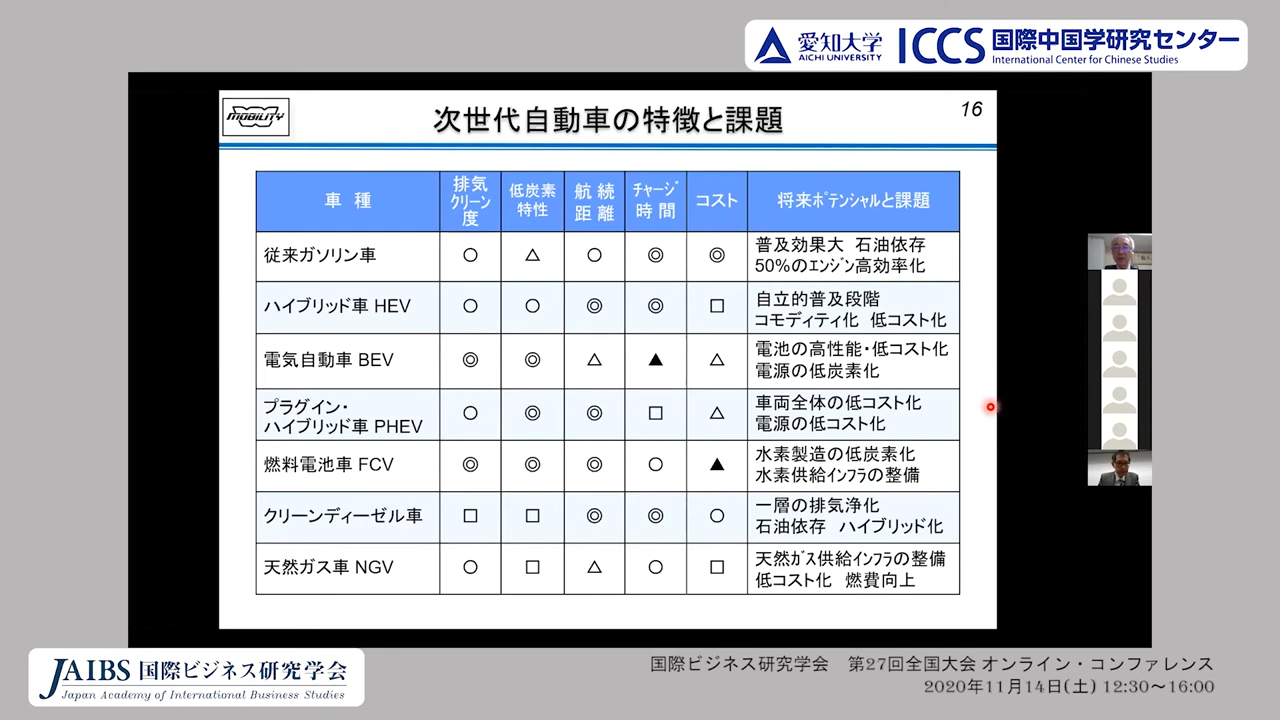 愛知大学
AICHI UNIVERSITY
ICCS 国際中国学研究センター
International Center for Chinese Studies
MOBILITY
次世代自動車の特徴と課題
16
車 種 排気クリーン度 低炭素特性 航続距離 ﾁｬｰｼﾞ時間 コスト 将来ﾎﾟﾃﾝｼｬﾙと課題
従来ガソリン車 ○ △ ○ ◎ ◎ 普及効果大 石油依存
50%のｴﾝｼﾞﾝ高効率化
ハイブリッド車 HEV ○ ○ ◎ ◎ □ 自立的普及段階
コモディティ化 低コスト化
電気自動車 BEV ◎ ◎ △ ▲ △ 電池の高性能・低コスト化
電源の低炭素化
プラグイン・
ハイブリッド車 PHEV ○ ◎ ◎ □ △ 車両全体の低コスト化
電源の低コスト化
燃料電池車 FCV ◎ ◎ ◎ ○ ▲ 水素製造の低炭素化
水素供給ｲﾝﾌﾗの整備
クリーンディーゼル車 □ □ ◎ ◎ ○ 一層の排気浄化
石油依存 ハイブリッド化
天然ガス車 NGV ○ □ △ ○ □ 天然ｶﾞｽ供給ｲﾝﾌﾗの整備
低コスト化 燃費向上
JAIBS 国際ビジネス研究学会
Japan Academy of International Business Studies
国際ビジネス研究学会 第27回全国大会 オンライン・コンファレンス
2020年11月14日(土) 12:30～16:00